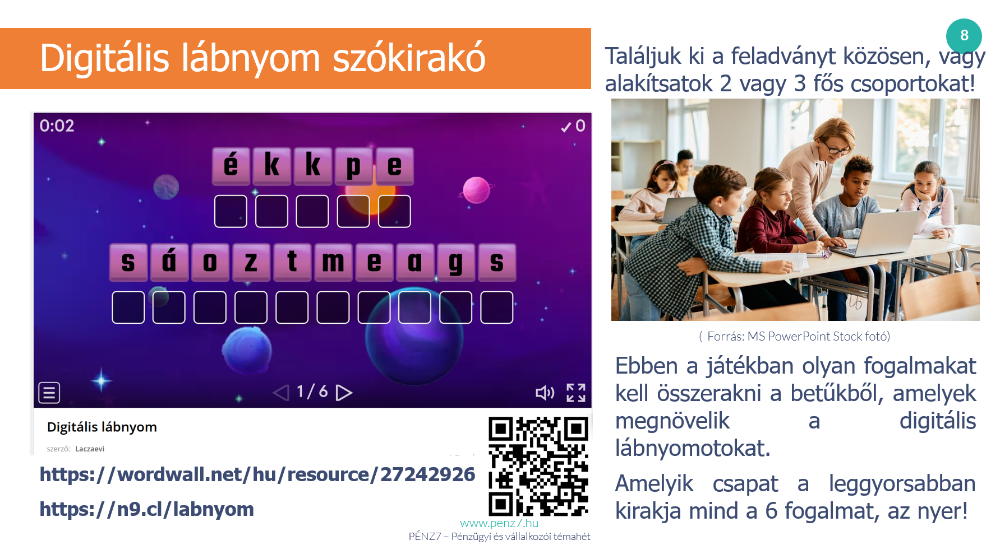 Digitális lábnyom szókirakó
8
Találjuk ki a feladványt közösen, vagy
alakítsatok 2 vagy 3 fős csoportokat!
0:02
✓0
é k k p e
s á o z t m e a g s
1 / 6
Digitális lábnyom
szerző: Laczaevi
https://wordwall.net/hu/resource/27242926
https://n9.cl/labnyom
( Forrás: MS PowerPoint Stock fotó)
Ebben a játékban olyan fogalmakat
kell összerakni a betűkből, amelyek
megnövelik a digitális
lábnyomotokat.
Amelyik csapat a leggyorsabban
kirakja mind a 6 fogalmat, az nyer!
www.penz7.hu
PÉNZ7 – Pénzügyi és vállalkozói témahét